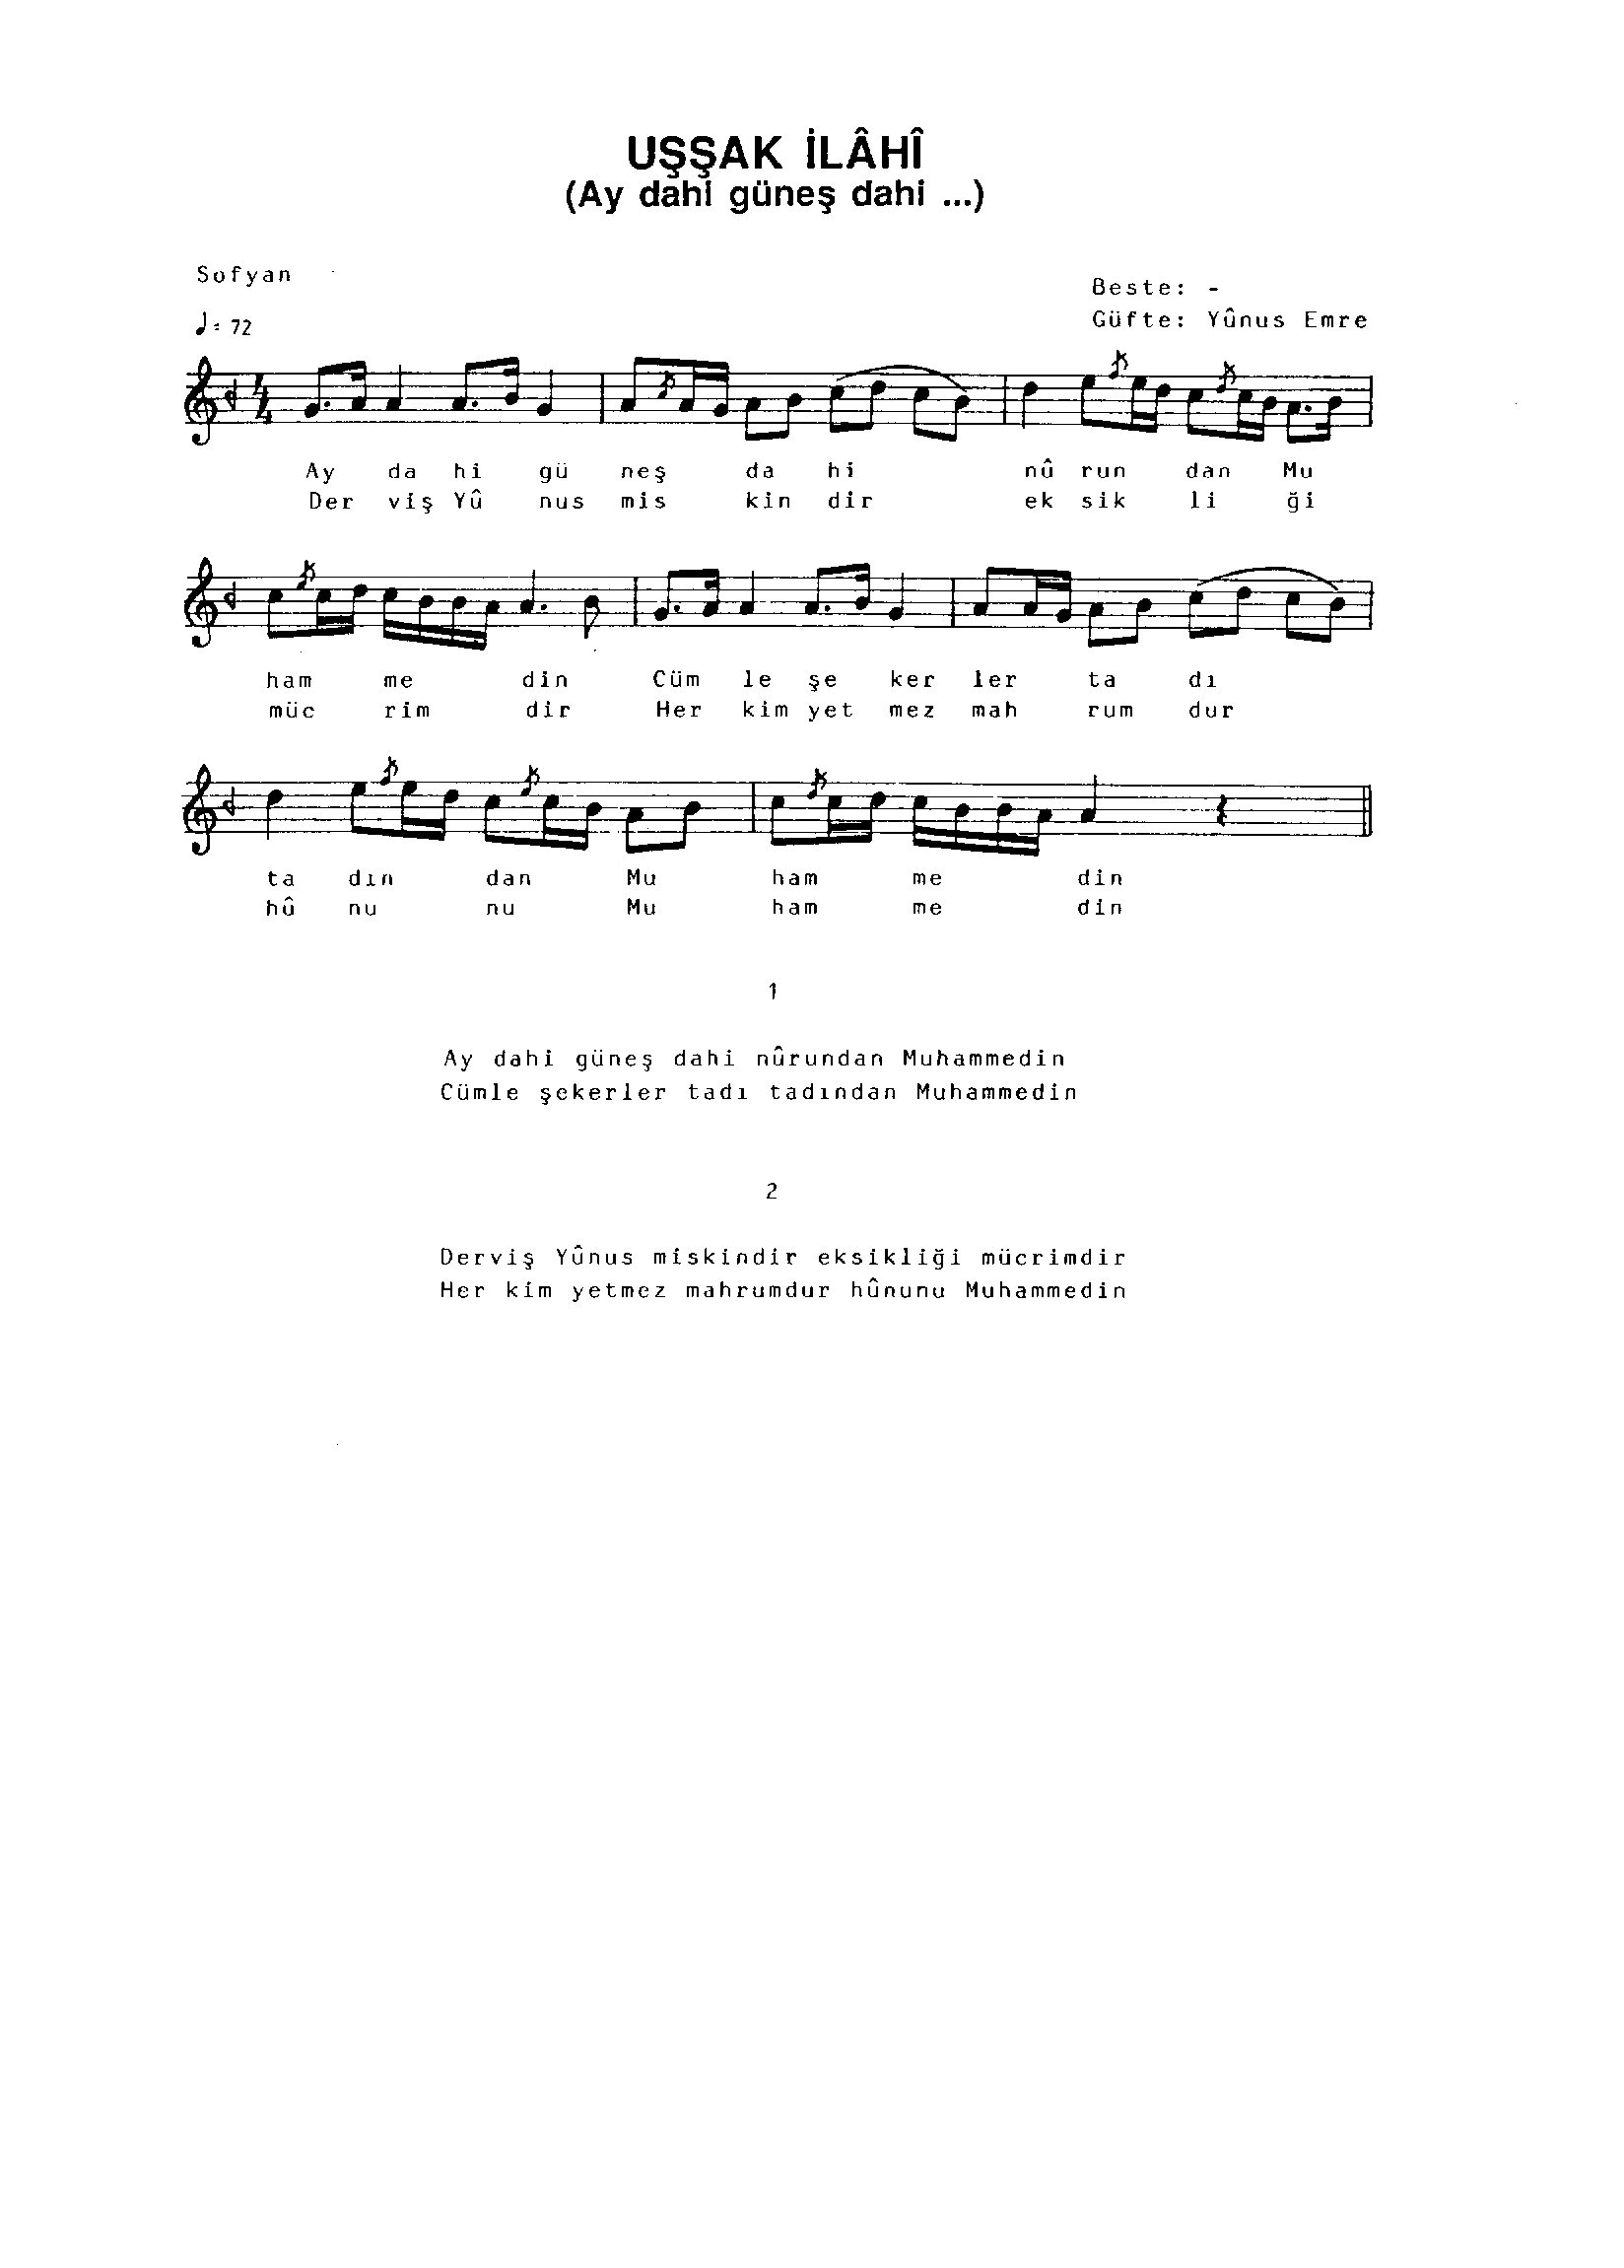 UŞŞAK İLÂHÎ
(Ay dahi güneş dahi ...)
Sofyan
Beste: -
= 72
Güfte: Yûnus Emre
4/4
Ay da hi gü neş da hi nû run dan Mu
Der viş Yû nus mis kin dir ek sik li ği
ham me din Cüm le şe ker ler ta dı
müc rim dir Her kim yet mez mah rum dur
ta dın dan Mu ham me din
hû nu nu Mu ham me din
1
Ay dahi güneş dahi nûrundan Muhammedin
Cümle şekerler tadı tadından Muhammedin
2
Derviş Yûnus miskindir eksikliği mücrimdir
Her kim yetmez mahrumdur hûnunu Muhammedin